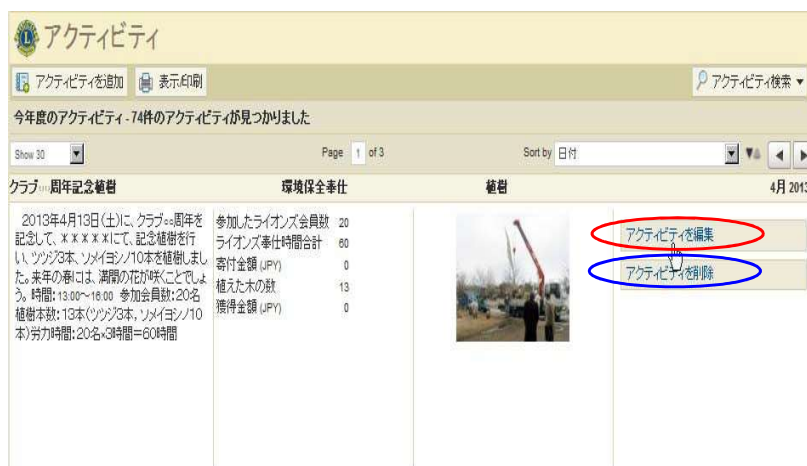 アクティビティ
アクティビティを追加 表示/印刷 アクティビティ検索 ▼
今年度のアクティビティ - 74件のアクティビティが見つかりました
Show 30 Page 1 of 3 Sort by 日付
クラブ○○周年記念植樹 環境保全奉仕 植樹 4月 2013
2013年4月13日(土)に、クラブ○○周年を
記念して、＊＊＊＊＊にて、記念植樹を行
い、ツツジ3本、ソメイヨシノ10本を植樹しまし
た。来年の春には、満開の花が咲くことでしょ
う。時間：13:00～16:00 参加会員数：20名
植樹本数：13本(ツツジ3本，ソメイヨシノ10
本)労力時間：20名×3時間＝60時間
参加したライオンズ会員数 20
ライオンズ奉仕時間合計 60
寄付金額 (JPY) 0
植えた木の数 13
獲得金額 (JPY) 0
アクティビティを編集
アクティビティを削除